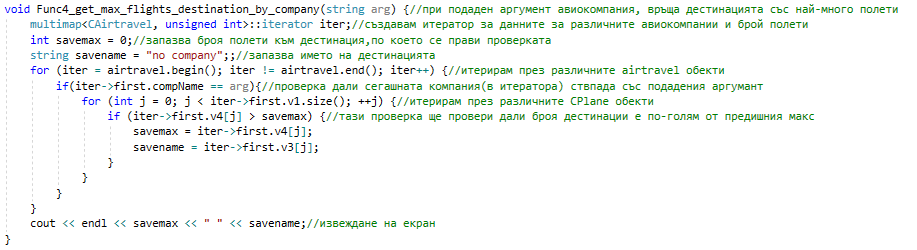 void Func4_get_max_flights_destination_by_company(string arg) {//при подаден аргумент авиокомпания, връща дестинацията със най-много полети
multimap<CAirtravel, unsigned int>::iterator iter;//създавам итератор за данните за различните авиокомпании и брой полети
int savemax = 0;//запазва броя полети към дестинация,по което се прави проверката
string savename = "no company";;//запазва името на дестинацията
for (iter = airtravel.begin(); iter != airtravel.end(); iter++) {//итерирам през различните airtravel обекти
if(iter->first.compName == arg){//проверка дали сегашната компания(в итератора) ствпада със подадения аргумант
for (int j = 0; j < iter->first.v1.size(); ++j) {//итерирам през различните CPlane обекти
if (iter->first.v4[j] > savemax) {//тази проверка ще провери дали броя дестинации е по-голям от предишния макс
savemax = iter->first.v4[j];
savename = iter->first.v3[j];
}
}
}
}
cout << endl << savemax << " " << savename;//извеждане на екран
}